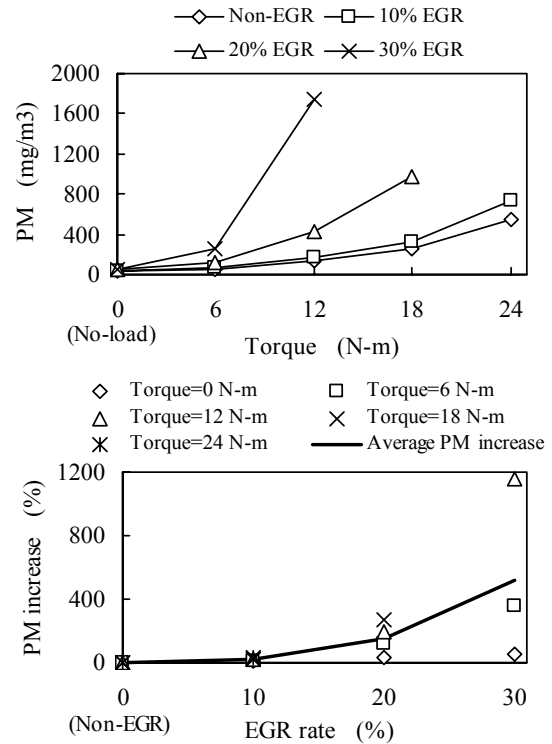 Non-EGR 10% EGR
20% EGR 30% EGR
2000
1600
1200
800
400
0
PM (mg/m3)
0 6 12 18 24
(No-load)
Torque (N-m)
Torque=0 N-m Torque=6 N-m
Torque=12 N-m Torque=18 N-m
Torque=24 N-m Average PM increase
1200
800
400
0
PM increase (%)
0 10 20 30
(Non-EGR)
EGR rate (%)